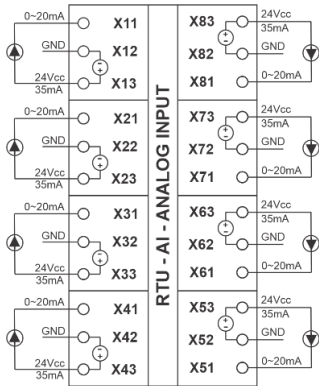 0~20mA X11
GND X12
24Vcc 35mA X13
0~20mA X21
GND X22
24Vcc 35mA X23
0~20mA X31
GND X32
24Vcc 35mA X33
0~20mA X41
GND X42
24Vcc 35mA X43
RTU - AI - ANALOG INPUT
X83 24Vcc 35mA
X82 GND
X81 0~20mA
X73 24Vcc 35mA
X72 GND
X71 0~20mA
X63 24Vcc 35mA
X62 GND
X61 0~20mA
X53 24Vcc 35mA
X52 GND
X51 0~20mA